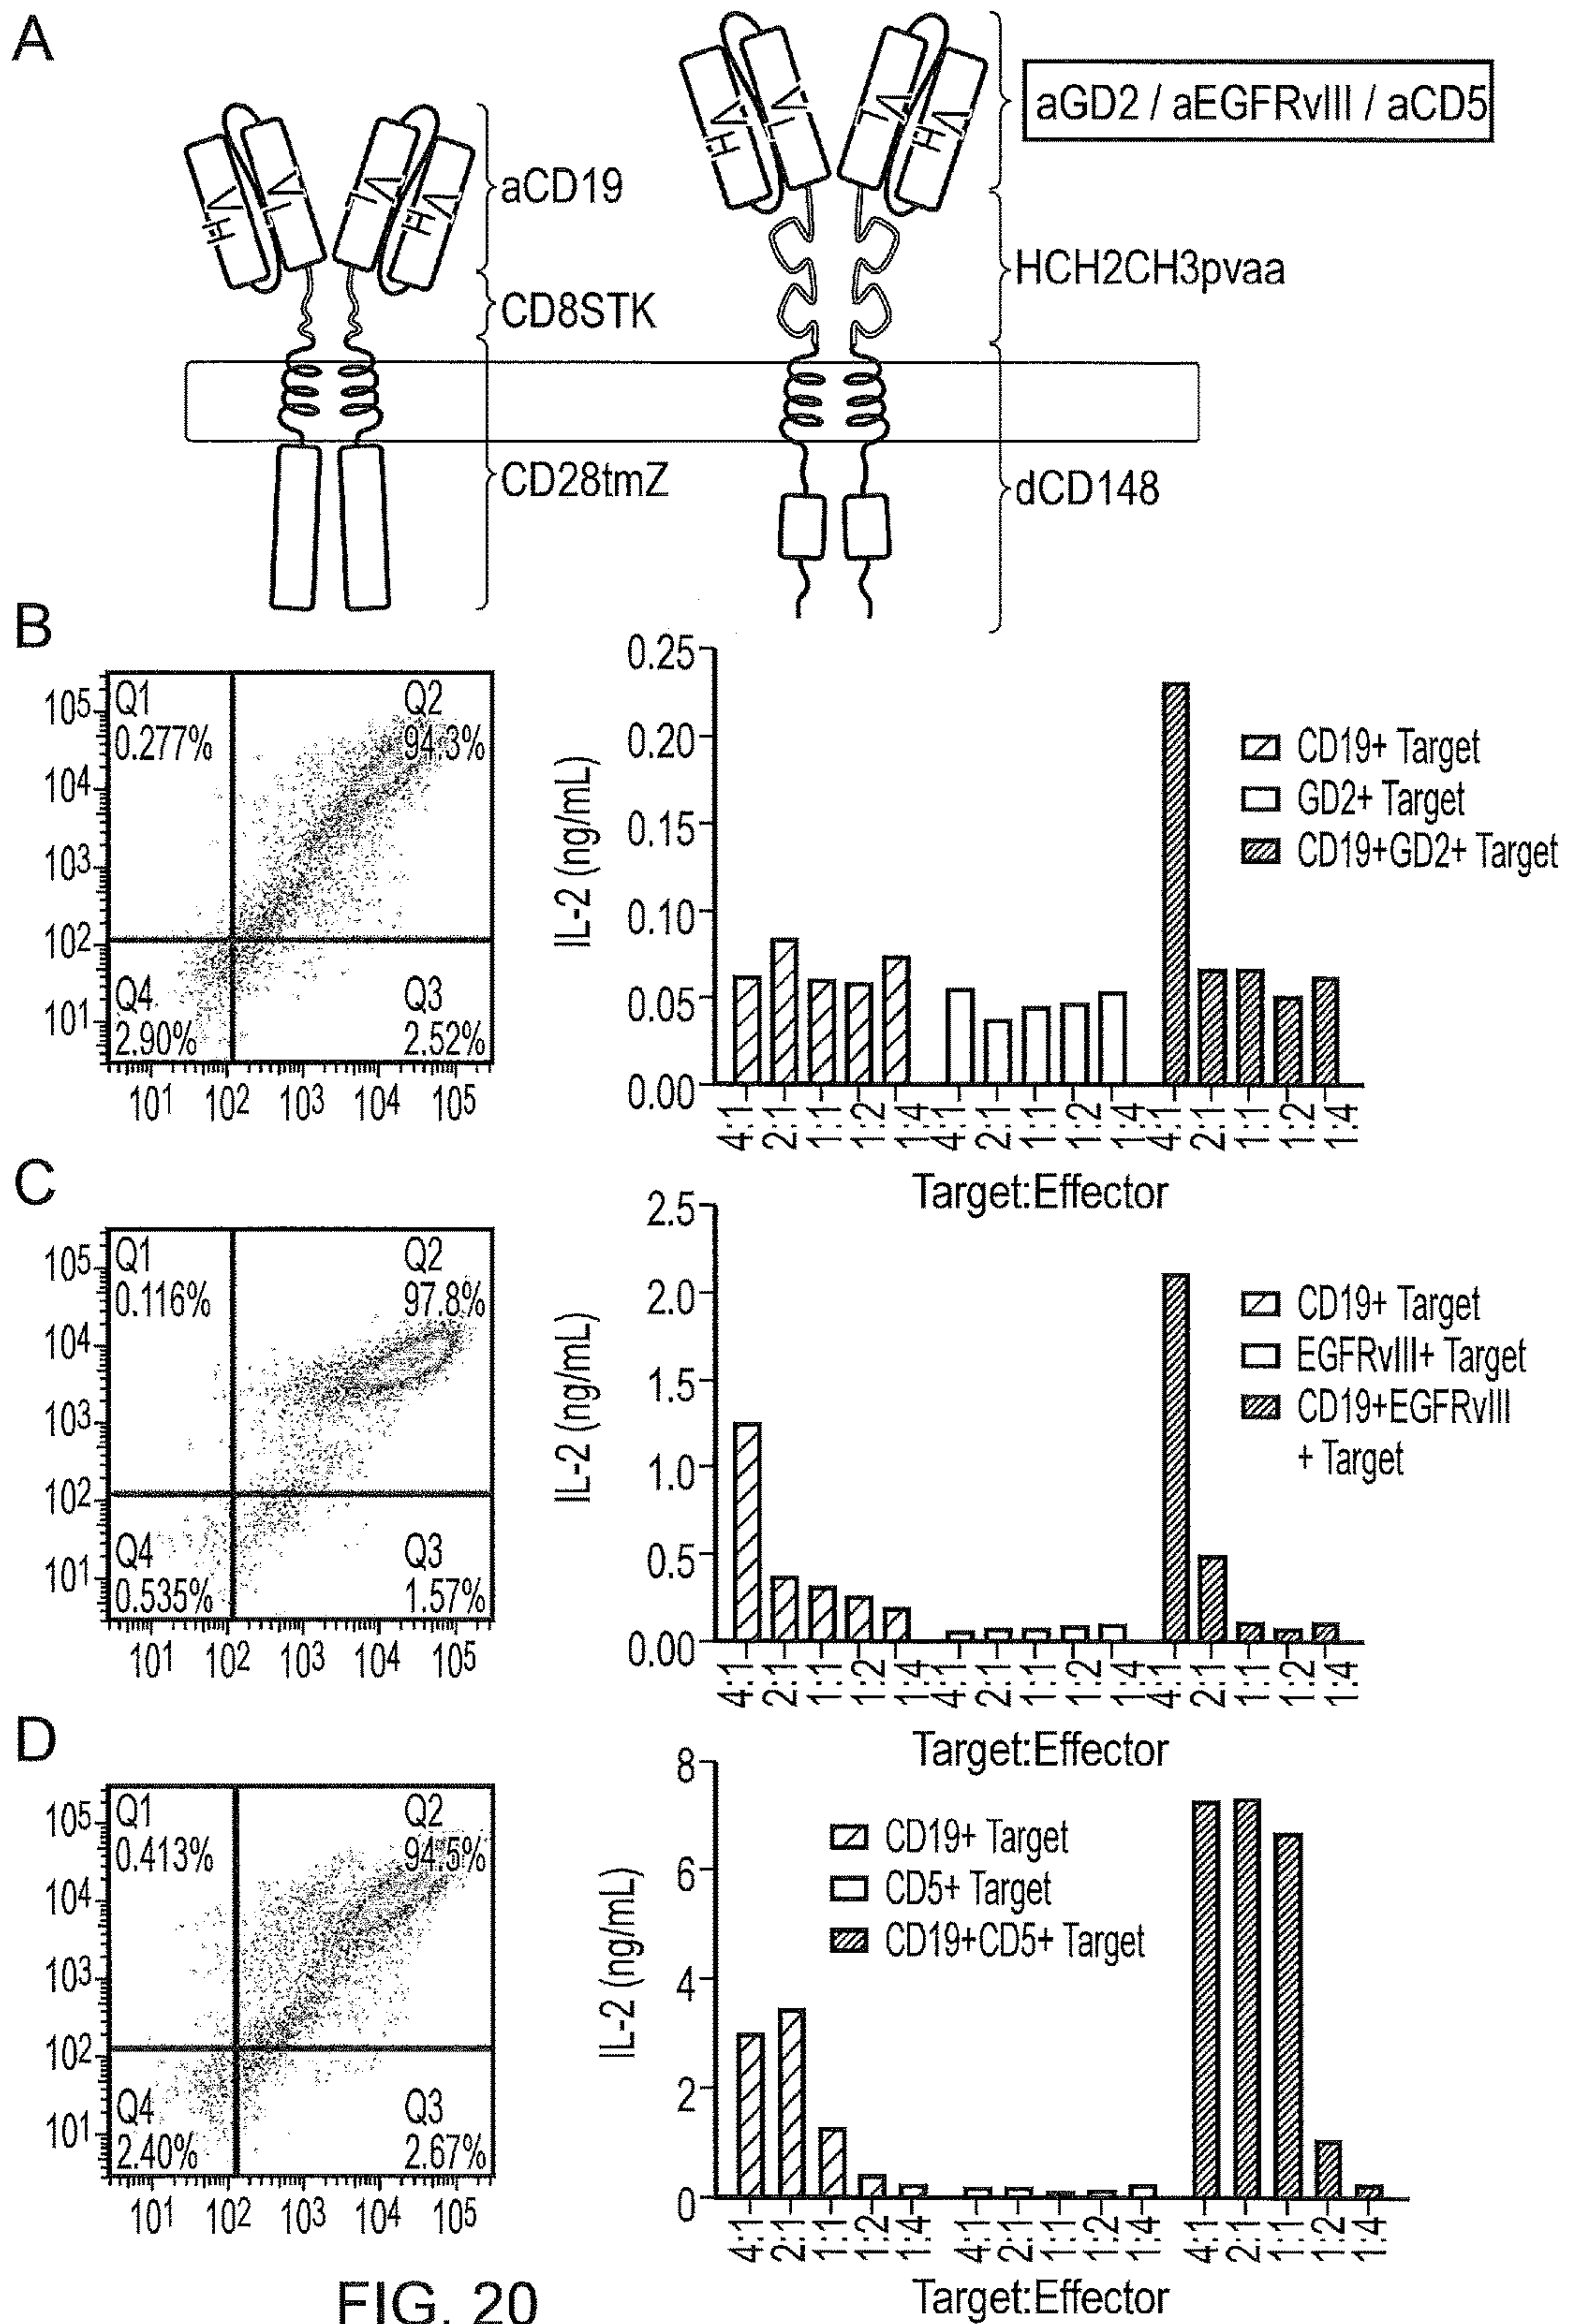 A
VH
VL
VL
VH
aCD19
CD8STK
CD28tmZ
VH
VL
VL
VH
aGD2 / aEGFRvIII / aCD5
HCH2CH3pvaa
dCD148
B
Q1
0.277%
Q2
94.3%
Q4
2.90%
Q3
2.52%
105
104
103
102
101
101 102 103 104 105
IL-2 (ng/mL)
0.25
0.20
0.15
0.10
0.05
0.00
4:1 2:1 1:1 1:2 1:4 4:1 2:1 1:1 1:2 1:4 4:1 2:1 1:1 1:2 1:4
Target:Effector
CD19+ Target
GD2+ Target
CD19+GD2+ Target
C
Q1
0.116%
Q2
97.8%
Q4
0.535%
Q3
1.57%
105
104
103
102
101
101 102 103 104 105
IL-2 (ng/mL)
2.5
2.0
1.5
1.0
0.5
0.00
4:1 2:1 1:1 1:2 1:4 4:1 2:1 1:1 1:2 1:4 4:1 2:1 1:1 1:2 1:4
Target:Effector
CD19+ Target
EGFRvIII+ Target
CD19+EGFRvIII
+ Target
D
Q1
0.413%
Q2
94.5%
Q4
2.40%
Q3
2.67%
105
104
103
102
101
101 102 103 104 105
IL-2 (ng/mL)
8
6
4
2
0
CD19+ Target
CD5+ Target
CD19+CD5+ Target
4:1 2:1 1:1 1:2 1:4 4:1 2:1 1:1 1:2 1:4 4:1 2:1 1:1 1:2 1:4
Target:Effector
FIG. 20